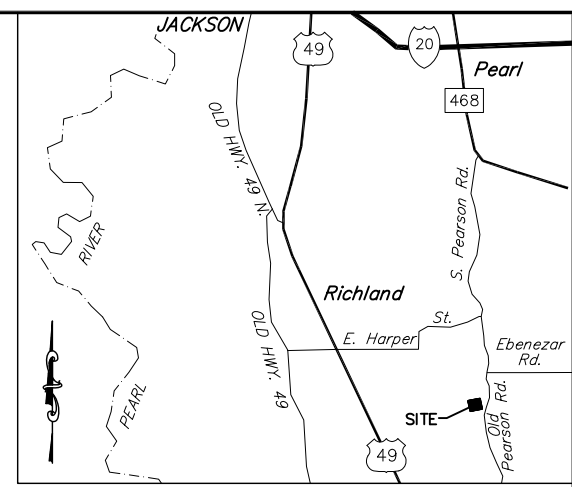 JACKSON
49
20
Pearl
468
OLD HWY. 49 N.
S. Pearson Rd.
RIVER
Richland
St.
E. Harper
Ebenezar
Rd.
OLD HWY. 49
PEARL
SITE
Old
Pearson Rd.
49